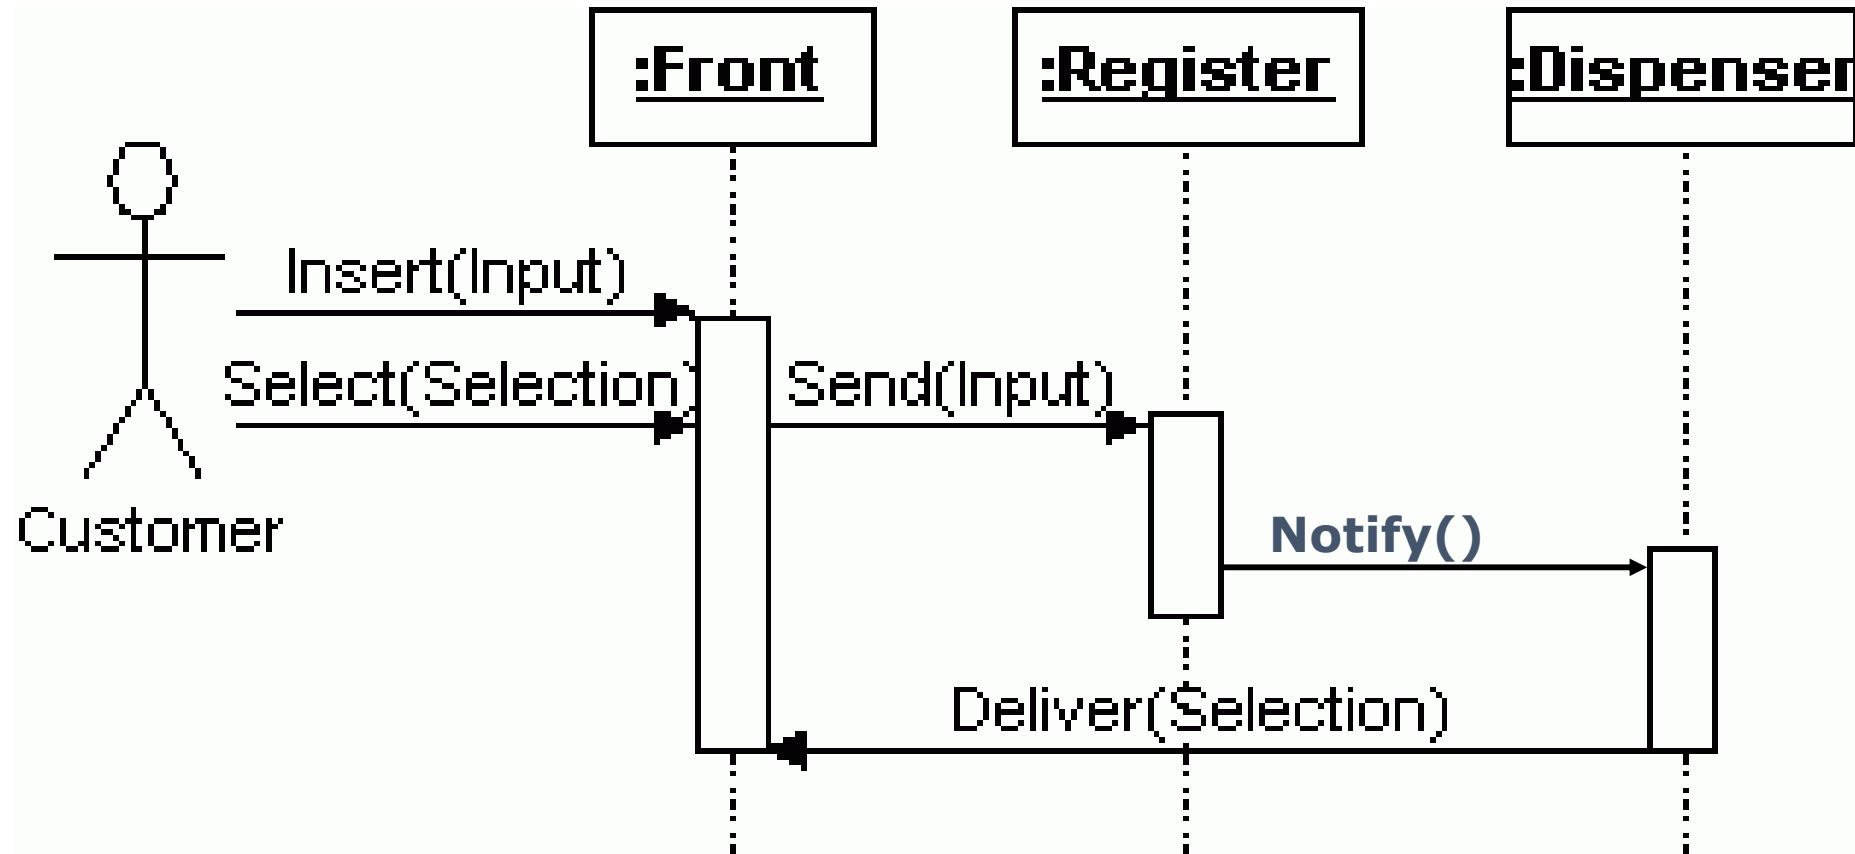 :Front
:Register
:Dispenser
Insert(Input)
Select(Selection)
Send(Input)
Customer
Notify()
Deliver(Selection)